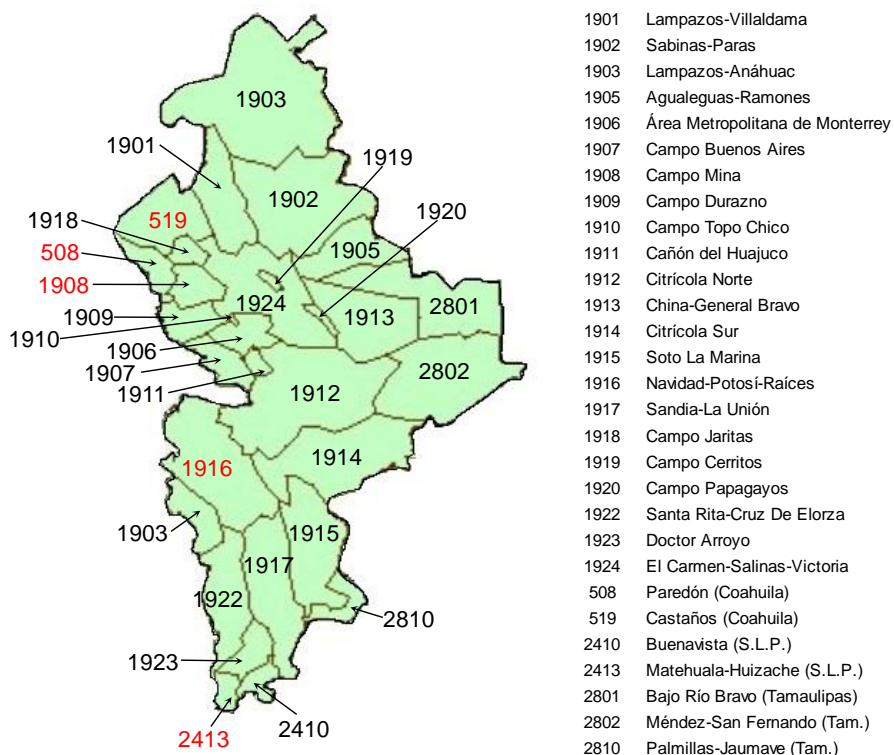 1903
1901
1919
1902
1918
519
1920
508
1905
1908
1924
2801
1909
1913
1910
1906
2802
1907
1911
1912
1914
1916
1903
1915
1917
1922
2810
1923
2410
2413
1901 Lampazos-Villaldama
1902 Sabinas-Paras
1903 Lampazos-Anáhuac
1905 Agualeguas-Ramones
1906 Área Metropolitana de Monterrey
1907 Campo Buenos Aires
1908 Campo Mina
1909 Campo Durazno
1910 Campo Topo Chico
1911 Cañón del Huajuco
1912 Citrícola Norte
1913 China-General Bravo
1914 Citrícola Sur
1915 Soto La Marina
1916 Navidad-Potosí-Raíces
1917 Sandia-La Unión
1918 Campo Jaritas
1919 Campo Cerritos
1920 Campo Papagayos
1922 Santa Rita-Cruz De Elorza
1923 Doctor Arroyo
1924 El Carmen-Salinas-Victoria
508 Paredón (Coahuila)
519 Castaños (Coahuila)
2410 Buenavista (S.L.P.)
2413 Matehuala-Huizache (S.L.P.)
2801 Bajo Río Bravo (Tamaulipas)
2802 Méndez-San Fernando (Tam.)
2810 Palmillas-Jaumave (Tam.)